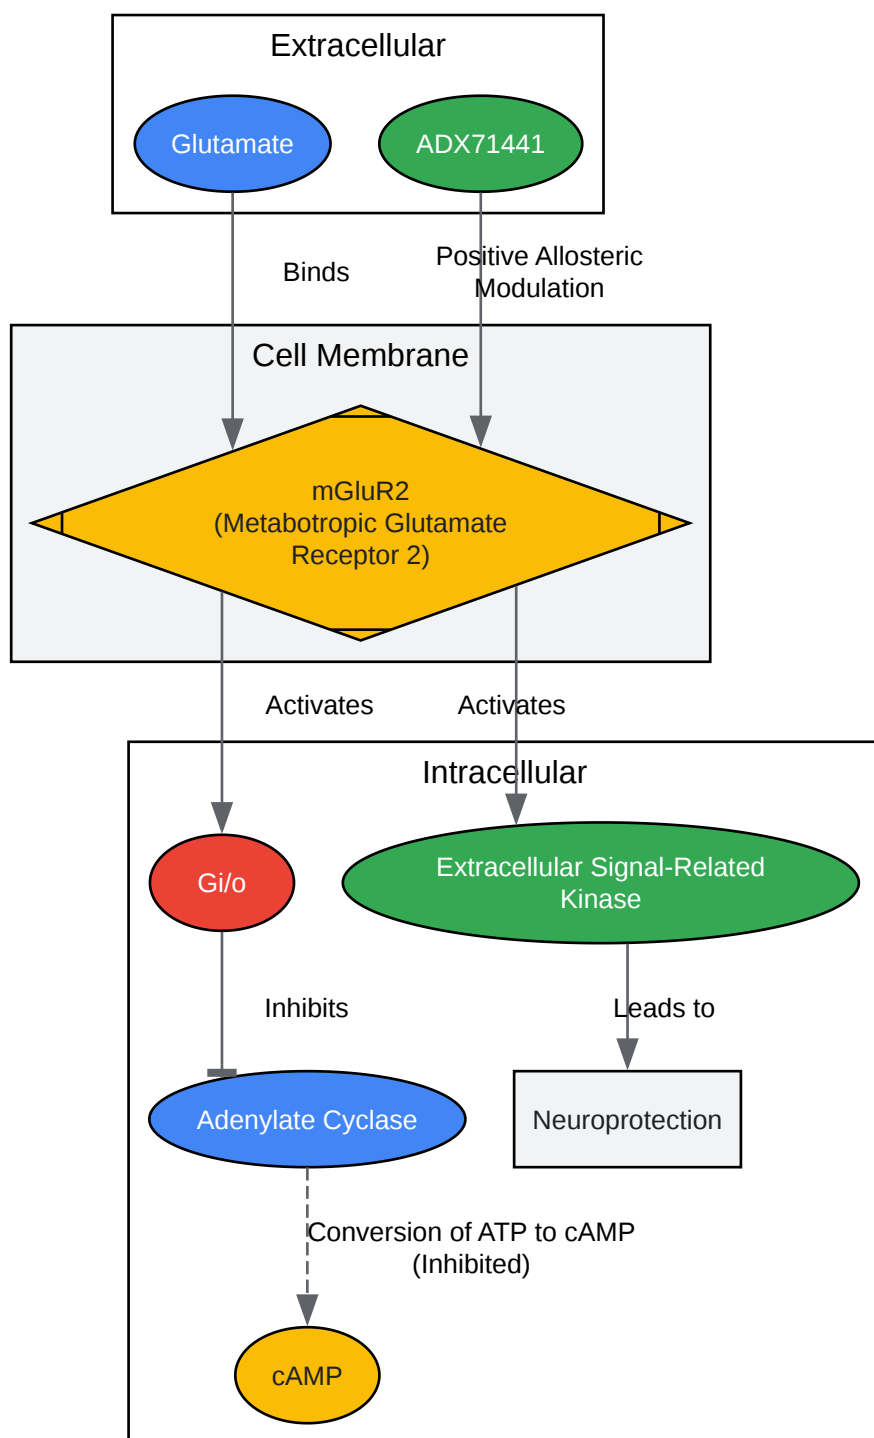 Extracellular
Glutamate
ADX71441
Binds
Positive Allosteric
Modulation
Cell Membrane
mGluR2
(Metabotropic Glutamate
Receptor 2)
Activates
Activates
Intracellular
Gi/o
Extracellular Signal-Related
Kinase
Inhibits
Leads to
Adenylate Cyclase
Neuroprotection
Conversion of ATP to cAMP
(Inhibited)
cAMP